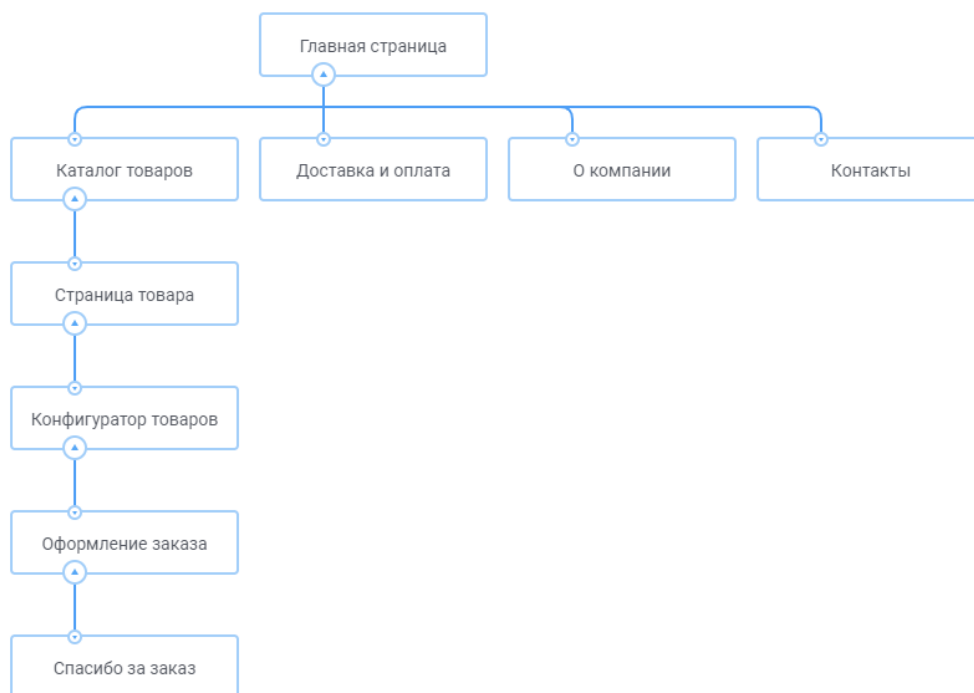 Главная страница
Каталог товаров
Доставка и оплата
О компании
Контакты
Страница товара
Конфигуратор товаров
Оформление заказа
Спасибо за заказ